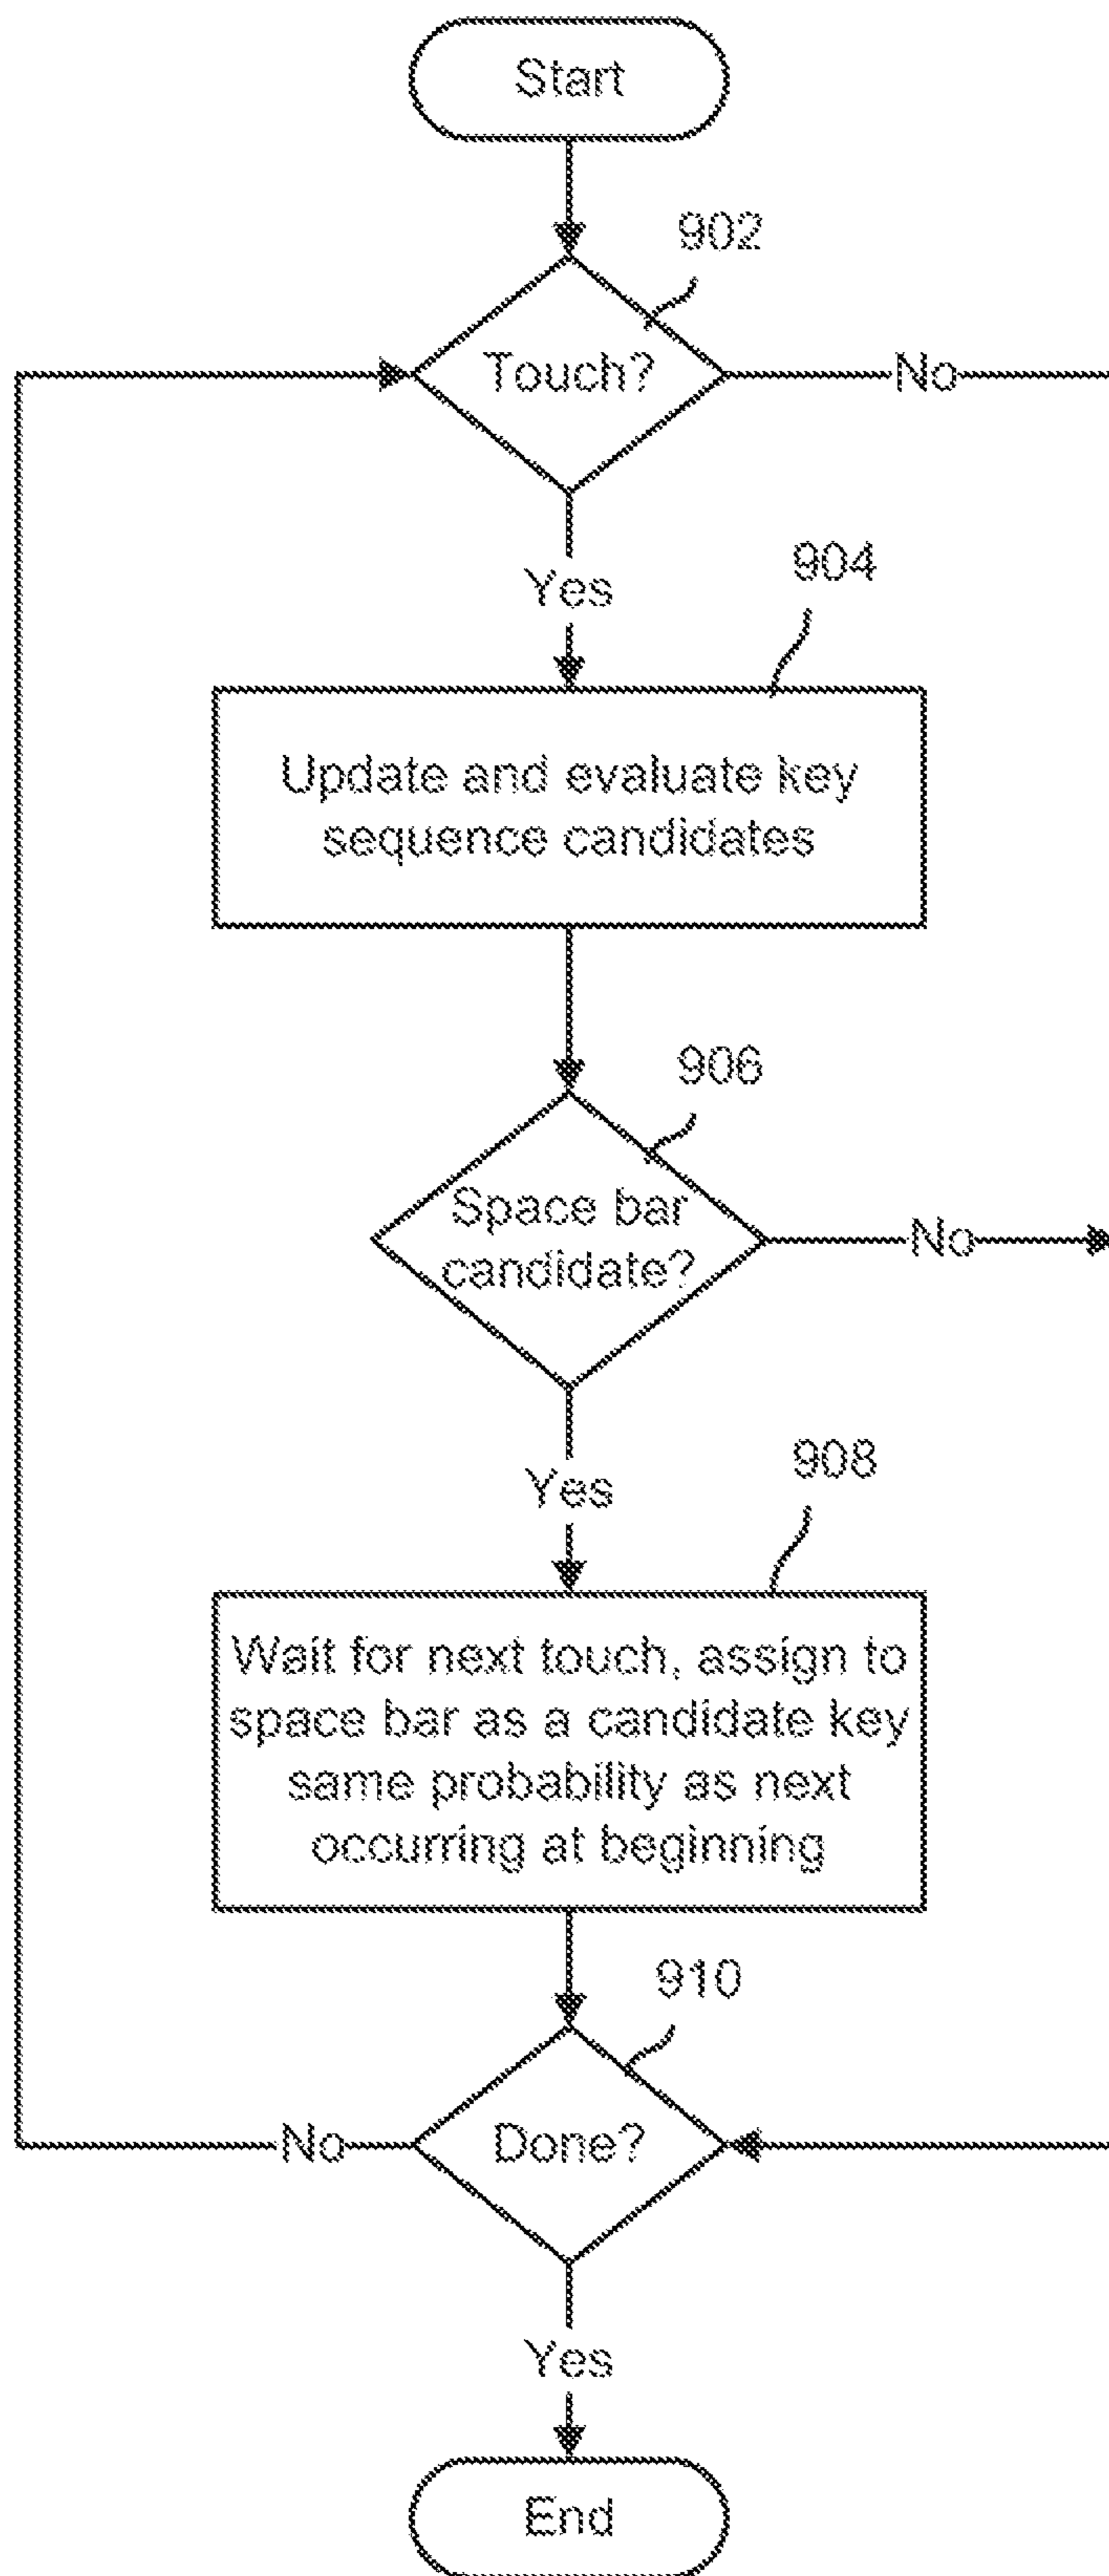 Start
902
Touch?
No
Yes
904
Update and evaluate key
sequence candidates
906
Space bar
candidate?
No
Yes
908
Wait for next touch, assign to
space bar as a candidate key
same probability as next
occurring at beginning
910
Done?
No
Yes
End